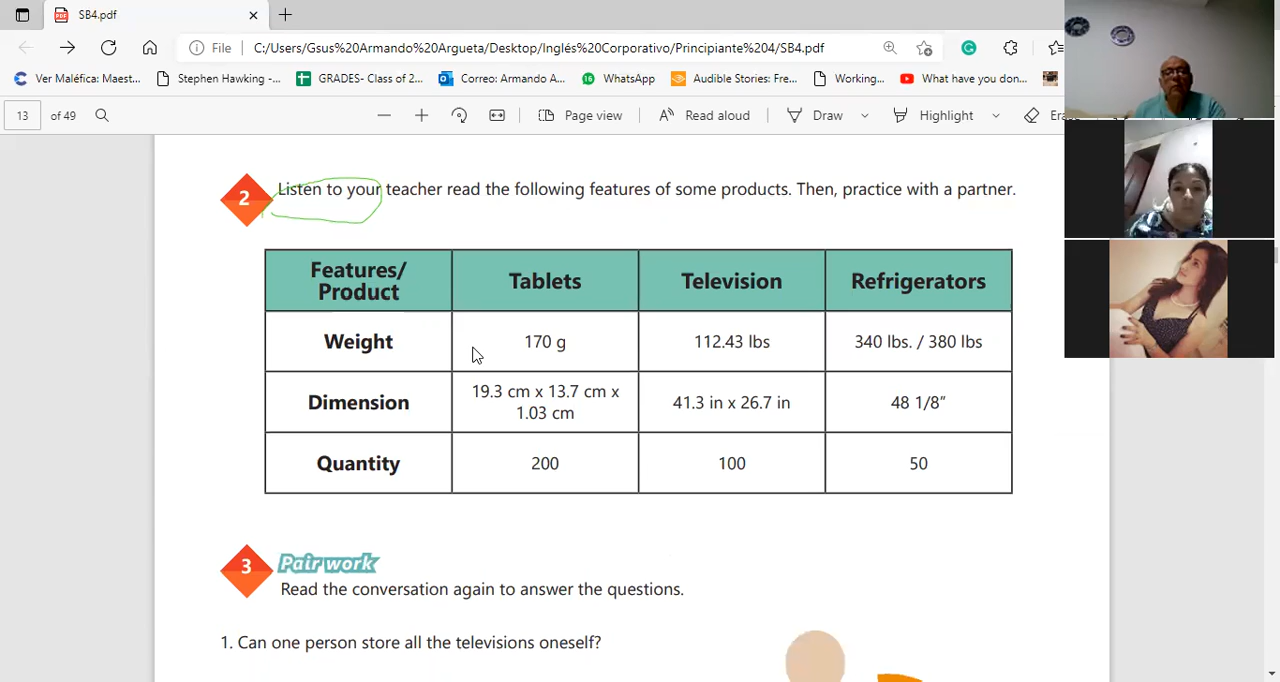 SB4.pdf
File C:/Users/Gsus%20Armando%20Argueta/Desktop/Inglés%20Corporativo/Principiante%204/SB4.pdf
Ver Maléfica: Maest... Stephen Hawking -... GRADES- Class of 2... Correo: Armando A... 16 WhatsApp Audible Stories: Fre... Working... What have you don...
13 of 49 Page view Read aloud Draw Highlight Era
2 Listen to your teacher read the following features of some products. Then, practice with a partner.
Features/ Product Tablets Television Refrigerators
Weight 170 g 112.43 lbs 340 lbs. / 380 lbs
Dimension 19.3 cm x 13.7 cm x 1.03 cm 41.3 in x 26.7 in 48 1/8”
Quantity 200 100 50
3 Pair work
Read the conversation again to answer the questions.
1. Can one person store all the televisions oneself?